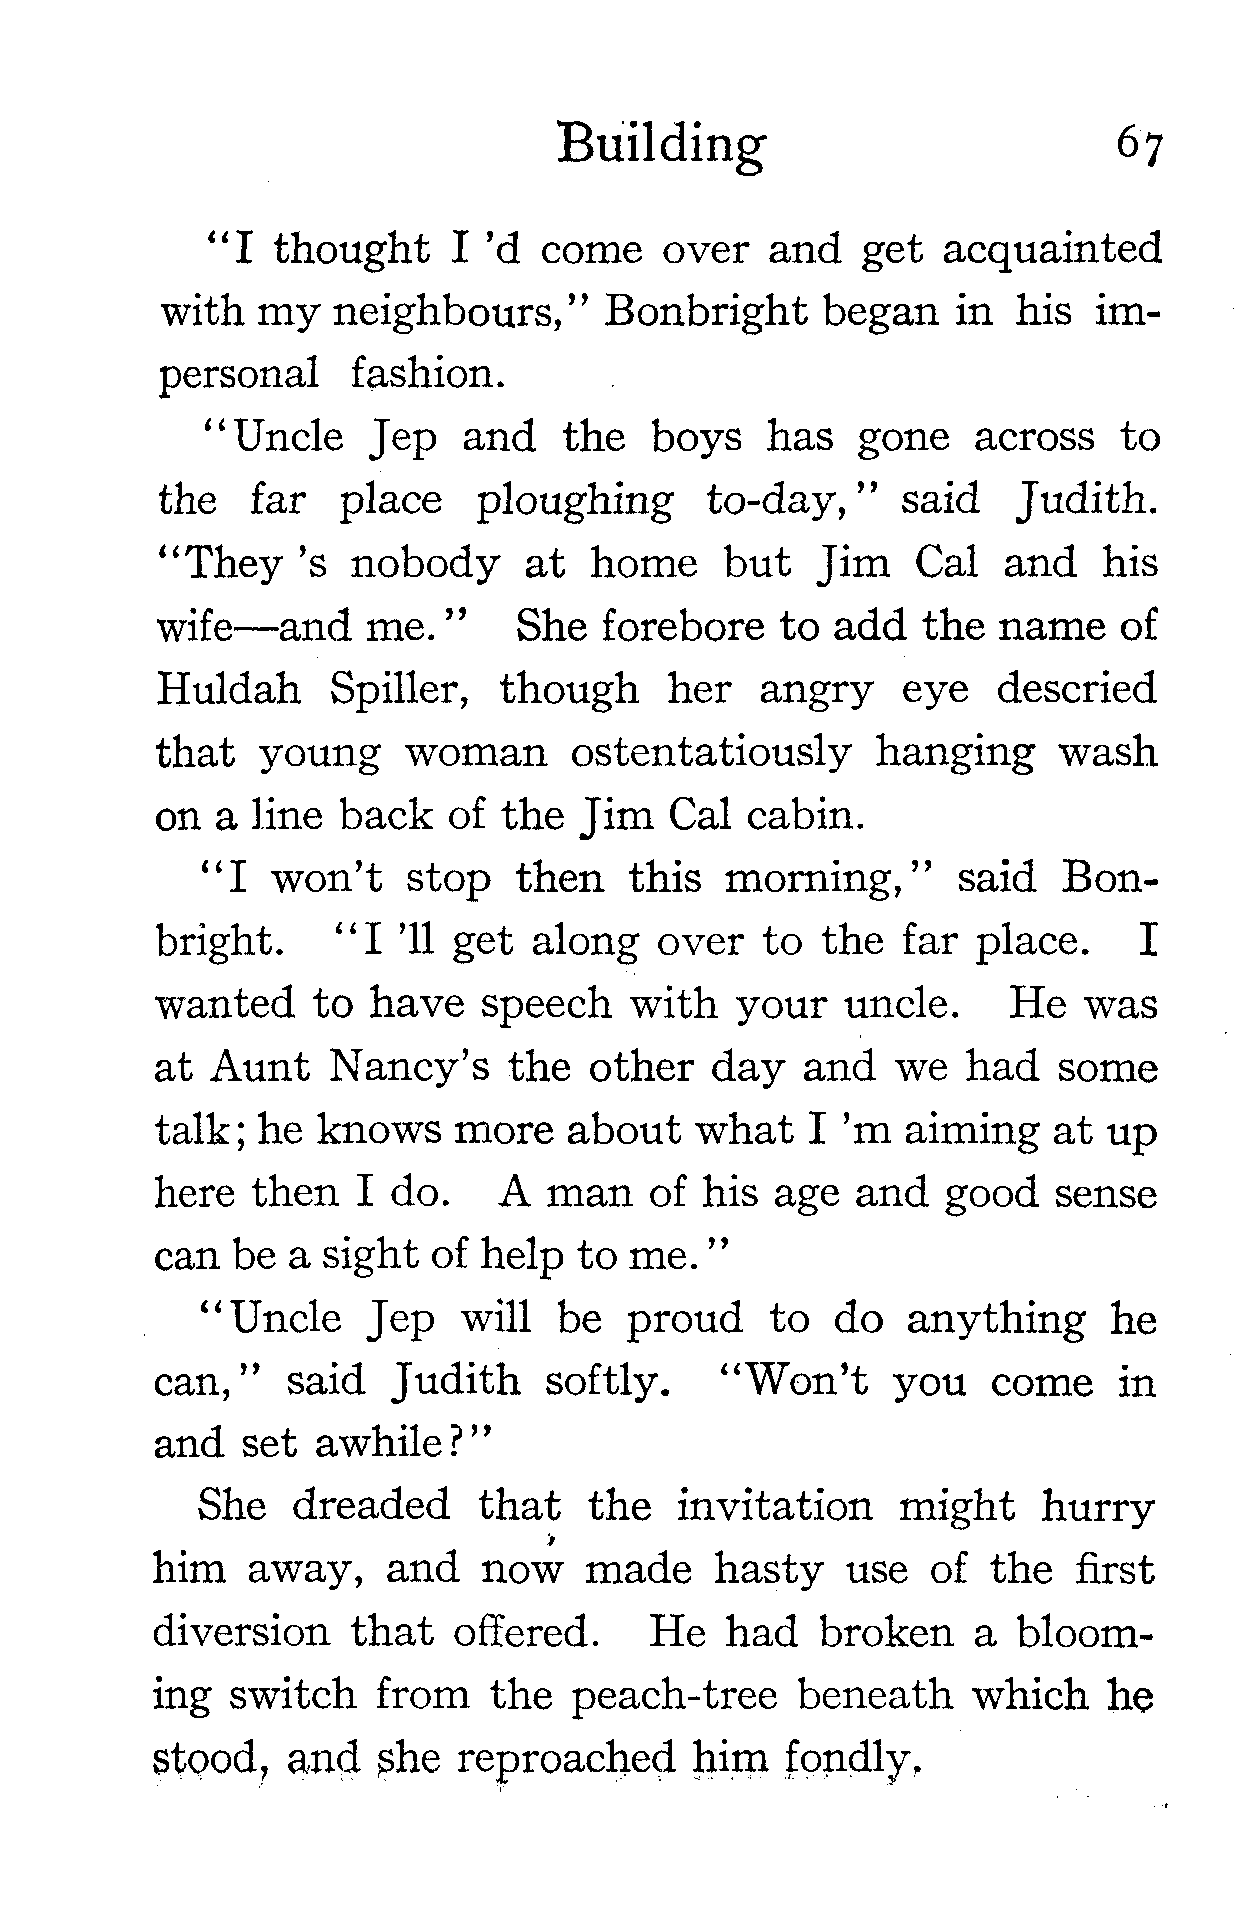 Building 67
"I thought I 'd come over and get acquainted
with my neighbours," Bonbright began in his im-
personal fashion.
"Uncle Jep and the boys has gone across to
the far place ploughing to-day," said Judith.
"They 's nobody at home but Jim Cal and his
wife—and me." She forebore to add the name of
Huldah Spiller, though her angry eye descried
that young woman ostentatiously hanging wash
on a line back of the Jim Cal cabin.
"I won't stop then this morning," said Bon-
bright. "I 'll get along over to the far place. I
wanted to have speech with your uncle. He was
at Aunt Nancy's the other day and we had some
talk; he knows more about what I 'm aiming at up
here then I do. A man of his age and good sense
can be a sight of help to me."
"Uncle Jep will be proud to do anything he
can," said Judith softly. "Won't you come in
and set awhile?"
She dreaded that the invitation might hurry
him away, and now made hasty use of the first
diversion that offered. He had broken a bloom-
ing switch from the peach-tree beneath which he
stood, and she reproached him fondly.